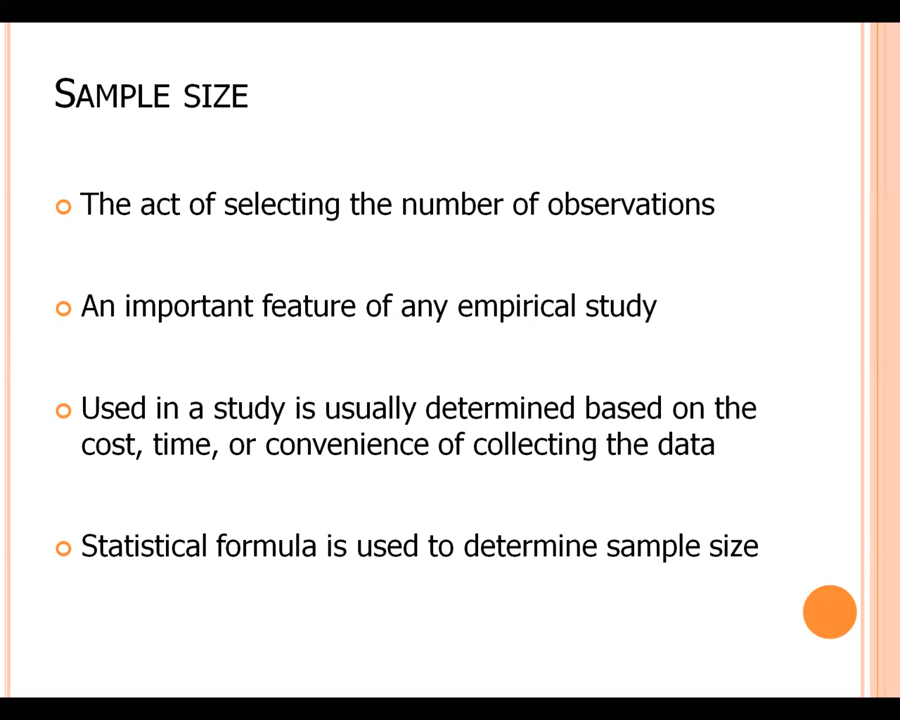 SAMPLE SIZE
The act of selecting the number of observations
An important feature of any empirical study
Used in a study is usually determined based on the
cost, time, or convenience of collecting the data
Statistical formula is used to determine sample size